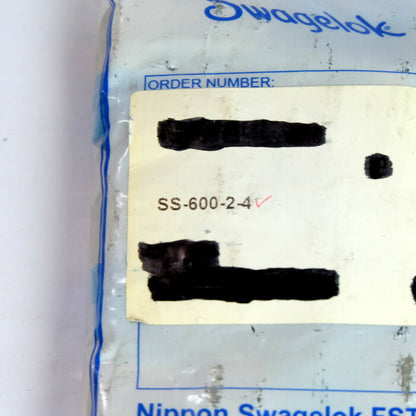 Swagelok
ORDER NUMBER:
SS-600-2-4
Nippon Swagelok FST